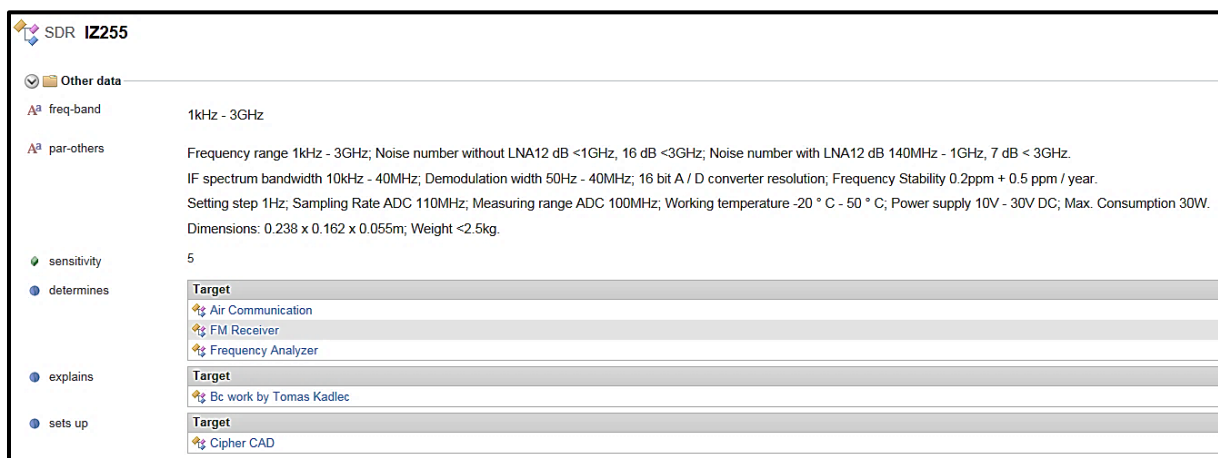 SDR IZ255
Other data
Aa freq-band
1kHz - 3GHz
Aa par-others
Frequency range 1kHz - 3GHz; Noise number without LNA12 dB <1GHz, 16 dB <3GHz; Noise number with LNA12 dB 140MHz - 1GHz, 7 dB < 3GHz.
IF spectrum bandwidth 10kHz - 40MHz; Demodulation width 50Hz - 40MHz; 16 bit A / D converter resolution; Frequency Stability 0.2ppm + 0.5 ppm / year.
Setting step 1Hz; Sampling Rate ADC 110MHz; Measuring range ADC 100MHz; Working temperature -20 ° C - 50 ° C; Power supply 10V - 30V DC; Max. Consumption 30W.
Dimensions: 0.238 x 0.162 x 0.055m; Weight <2.5kg.
sensitivity
5
determines
Target
Air Communication
FM Receiver
Frequency Analyzer
explains
Target
Bc work by Tomas Kadlec
sets up
Target
Cipher CAD